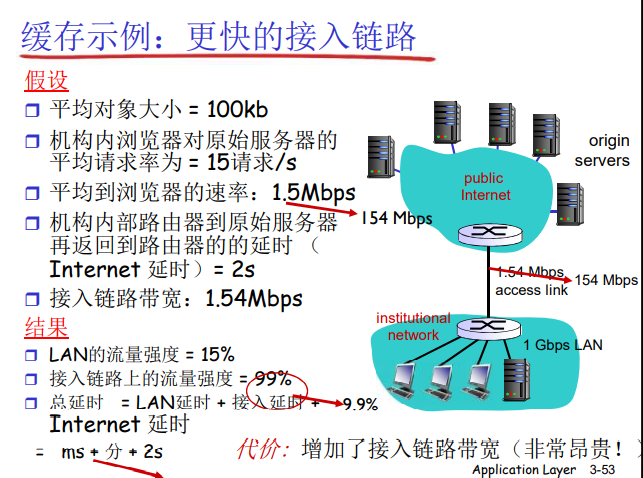 缓存示例：更快的接入链路
假设
平均对象大小 = 100kb
机构内浏览器对原始服务器的
平均请求率为 = 15请求/s
平均到浏览器的速率：1.5Mbps
154 Mbps
机构内部路由器到原始服务器
再返回到路由器的的延时（
Internet 延时）= 2s
接入链路带宽：1.54Mbps
结果
LAN的流量强度 = 15%
接入链路上的流量强度 = 99%
9.9%
总延时 = LAN延时 + 接入延时 +
Internet 延时
= ms + 分 + 2s
origin
servers
public
Internet
1.54 Mbps
access link
154 Mbps
institutional
network
1 Gbps LAN
代价：增加了接入链路带宽（非常昂贵！）
Application Layer 3-53